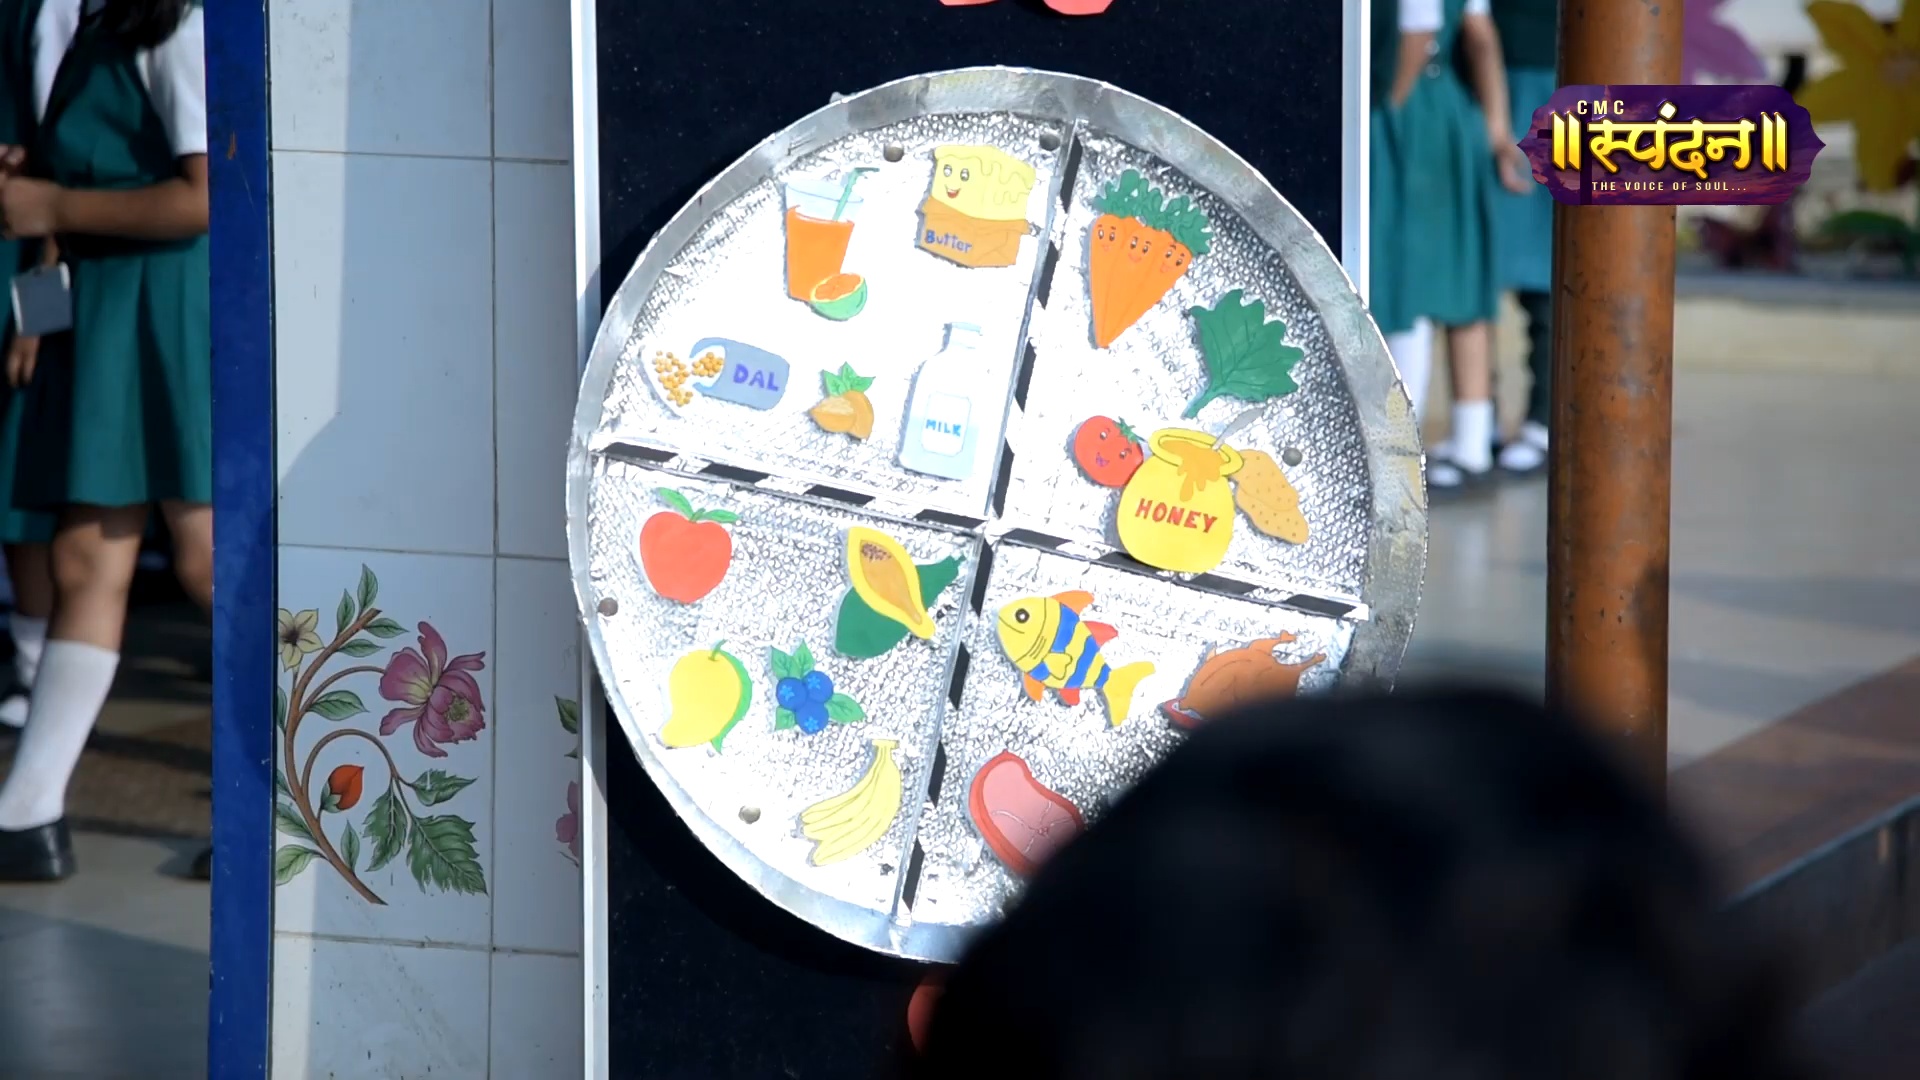 CMC
॥स्पंदन॥
THE VOICE OF SOUL...
Butter
DAL
MILK
HONEY